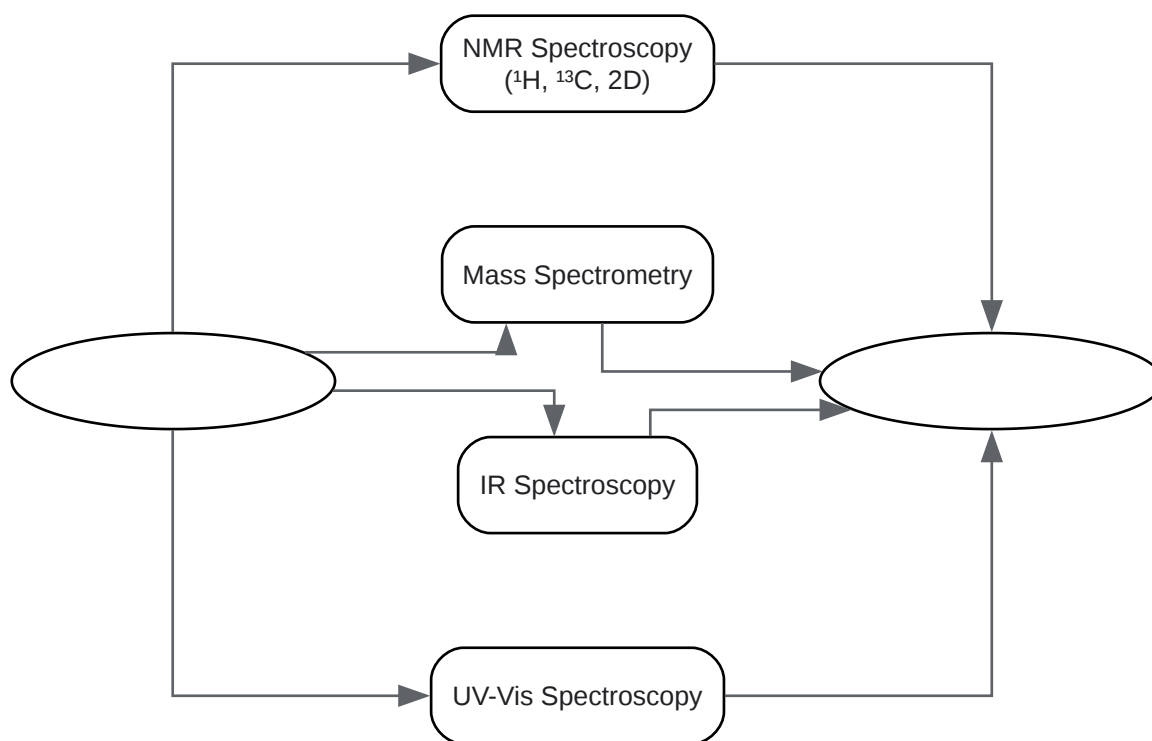 NMR Spectroscopy
(¹H, ¹³C, 2D)
Mass Spectrometry
IR Spectroscopy
UV-Vis Spectroscopy